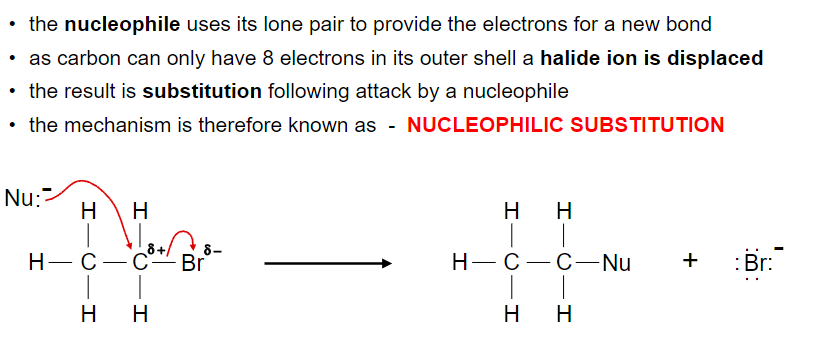 • the nucleophile uses its lone pair to provide the electrons for a new bond
• as carbon can only have 8 electrons in its outer shell a halide ion is displaced
• the result is substitution following attack by a nucleophile
• the mechanism is therefore known as - NUCLEOPHILIC SUBSTITUTION
Nu:⁻
H H H H
δ+ δ−
H — C — C — Br H — C — C — Nu + :Br:⁻
H H H H